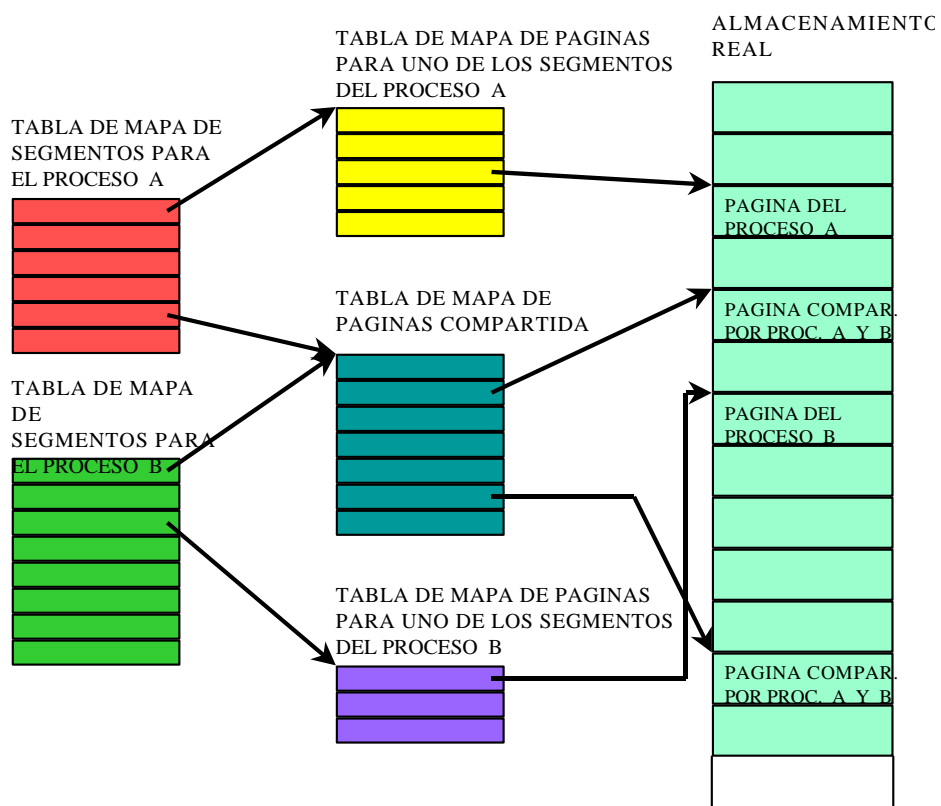 TABLA DE MAPA DE
SEGMENTOS PARA
EL PROCESO A
TABLA DE MAPA
DE
SEGMENTOS PARA
EL PROCESO B
TABLA DE MAPA DE PAGINAS
PARA UNO DE LOS SEGMENTOS
DEL PROCESO A
TABLA DE MAPA DE
PAGINAS COMPARTIDA
TABLA DE MAPA DE PAGINAS
PARA UNO DE LOS SEGMENTOS
DEL PROCESO B
ALMACENAMIENTO
REAL
PAGINA DEL
PROCESO A
PAGINA COMPAR.
POR PROC. A Y B
PAGINA DEL
PROCESO B
PAGINA COMPAR.
POR PROC. A Y B